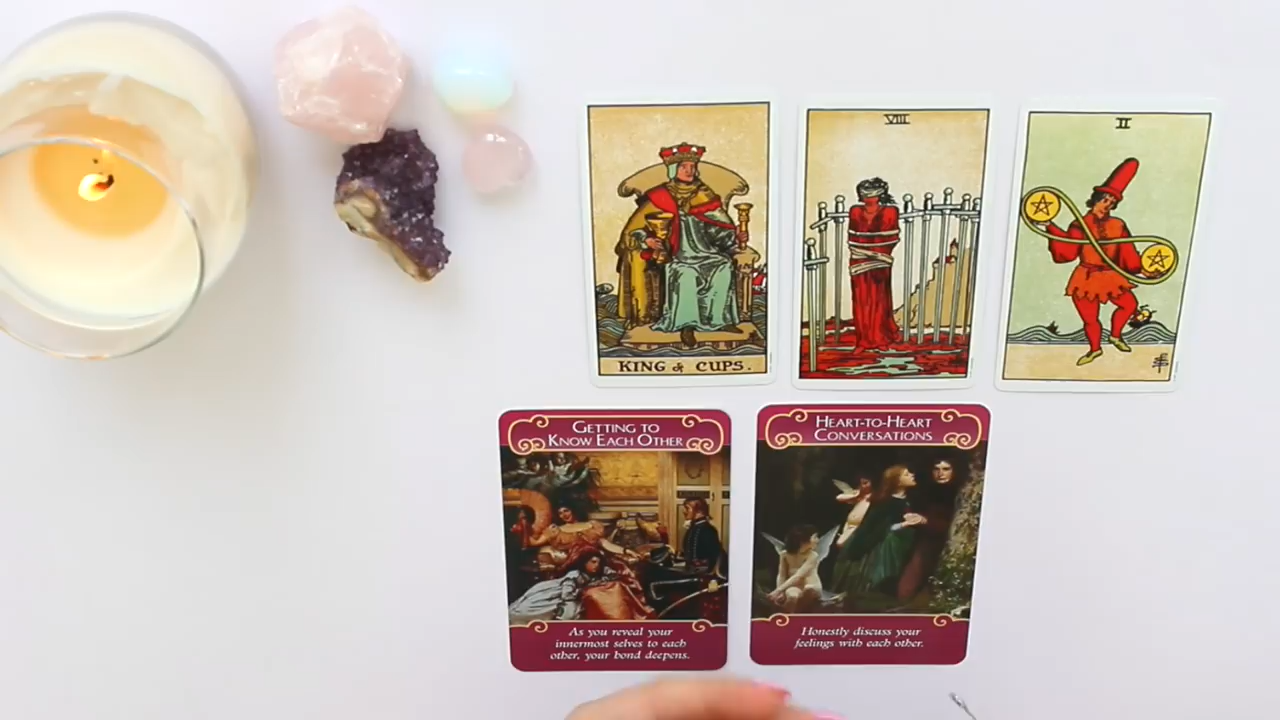 KING of CUPS.
VIII
II
GETTING TO
KNOW EACH OTHER
As you reveal your
innermost selves to each
other, your bond deepens.
HEART-TO-HEART
CONVERSATIONS
Honestly discuss your
feelings with each other.